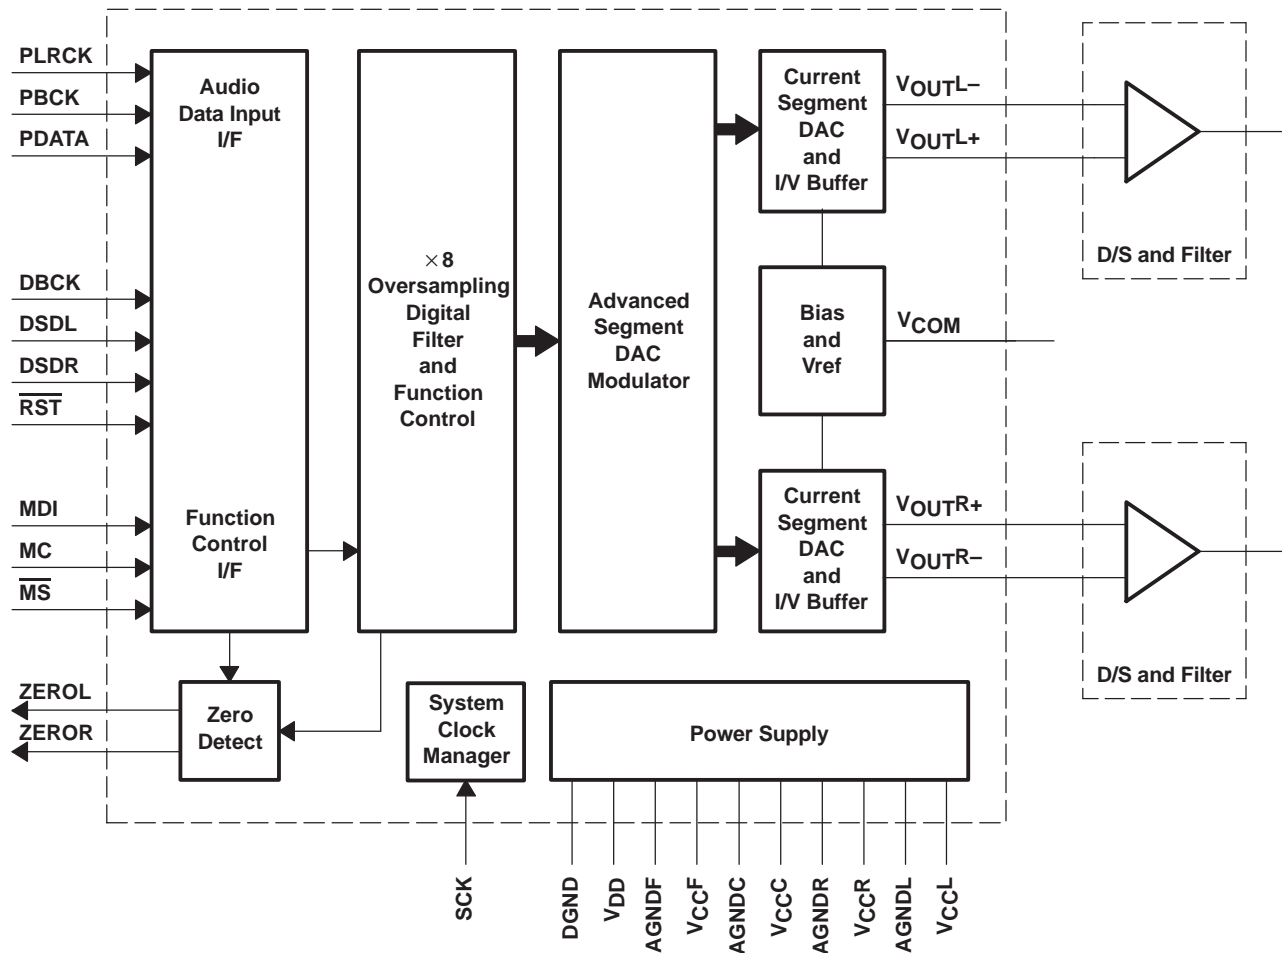 PLRCK
PBCK
PDATA
DBCK
DSDL
DSDR
RST
MDI
MC
MS
ZEROL
ZEROR
Audio
Data Input
I/F
Function
Control
I/F
×8
Oversampling
Digital
Filter
and
Function
Control
Advanced
Segment
DAC
Modulator
Current
Segment
DAC
and
I/V Buffer
Bias
and
Vref
Current
Segment
DAC
and
I/V Buffer
VOUTL–
VOUTL+
VCOM
VOUTR+
VOUTR–
D/S and Filter
D/S and Filter
Zero
Detect
System
Clock
Manager
Power Supply
SCK
DGND
VDD
AGNDF
VCCF
AGNDC
VCCC
AGNDR
VCCR
AGNDL
VCCL